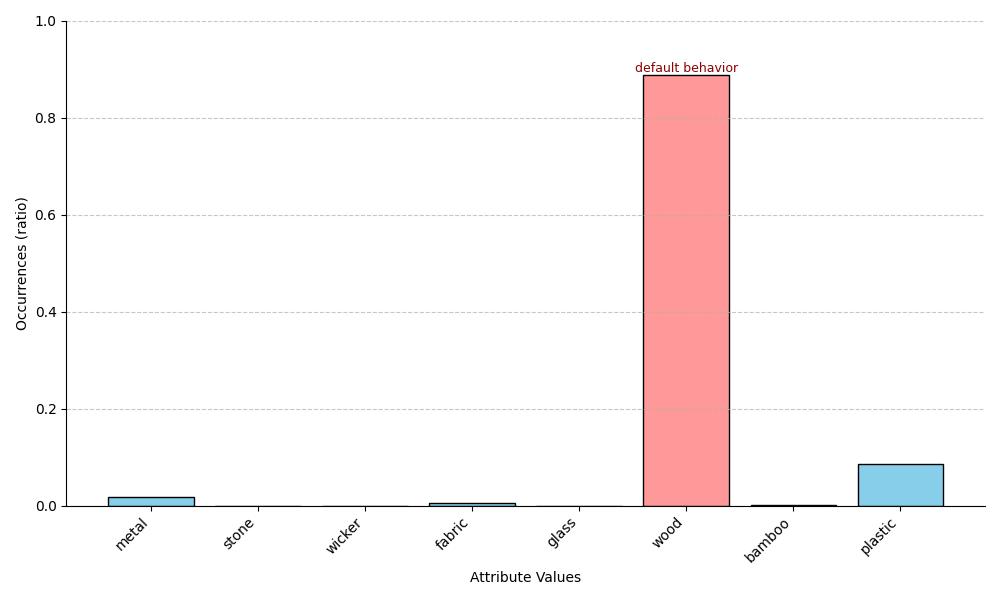 1.0
default behavior
0.8
0.6
0.4
0.2
0.0
Occurrences (ratio)
metal
stone
wicker
fabric
glass
wood
bamboo
plastic
Attribute Values